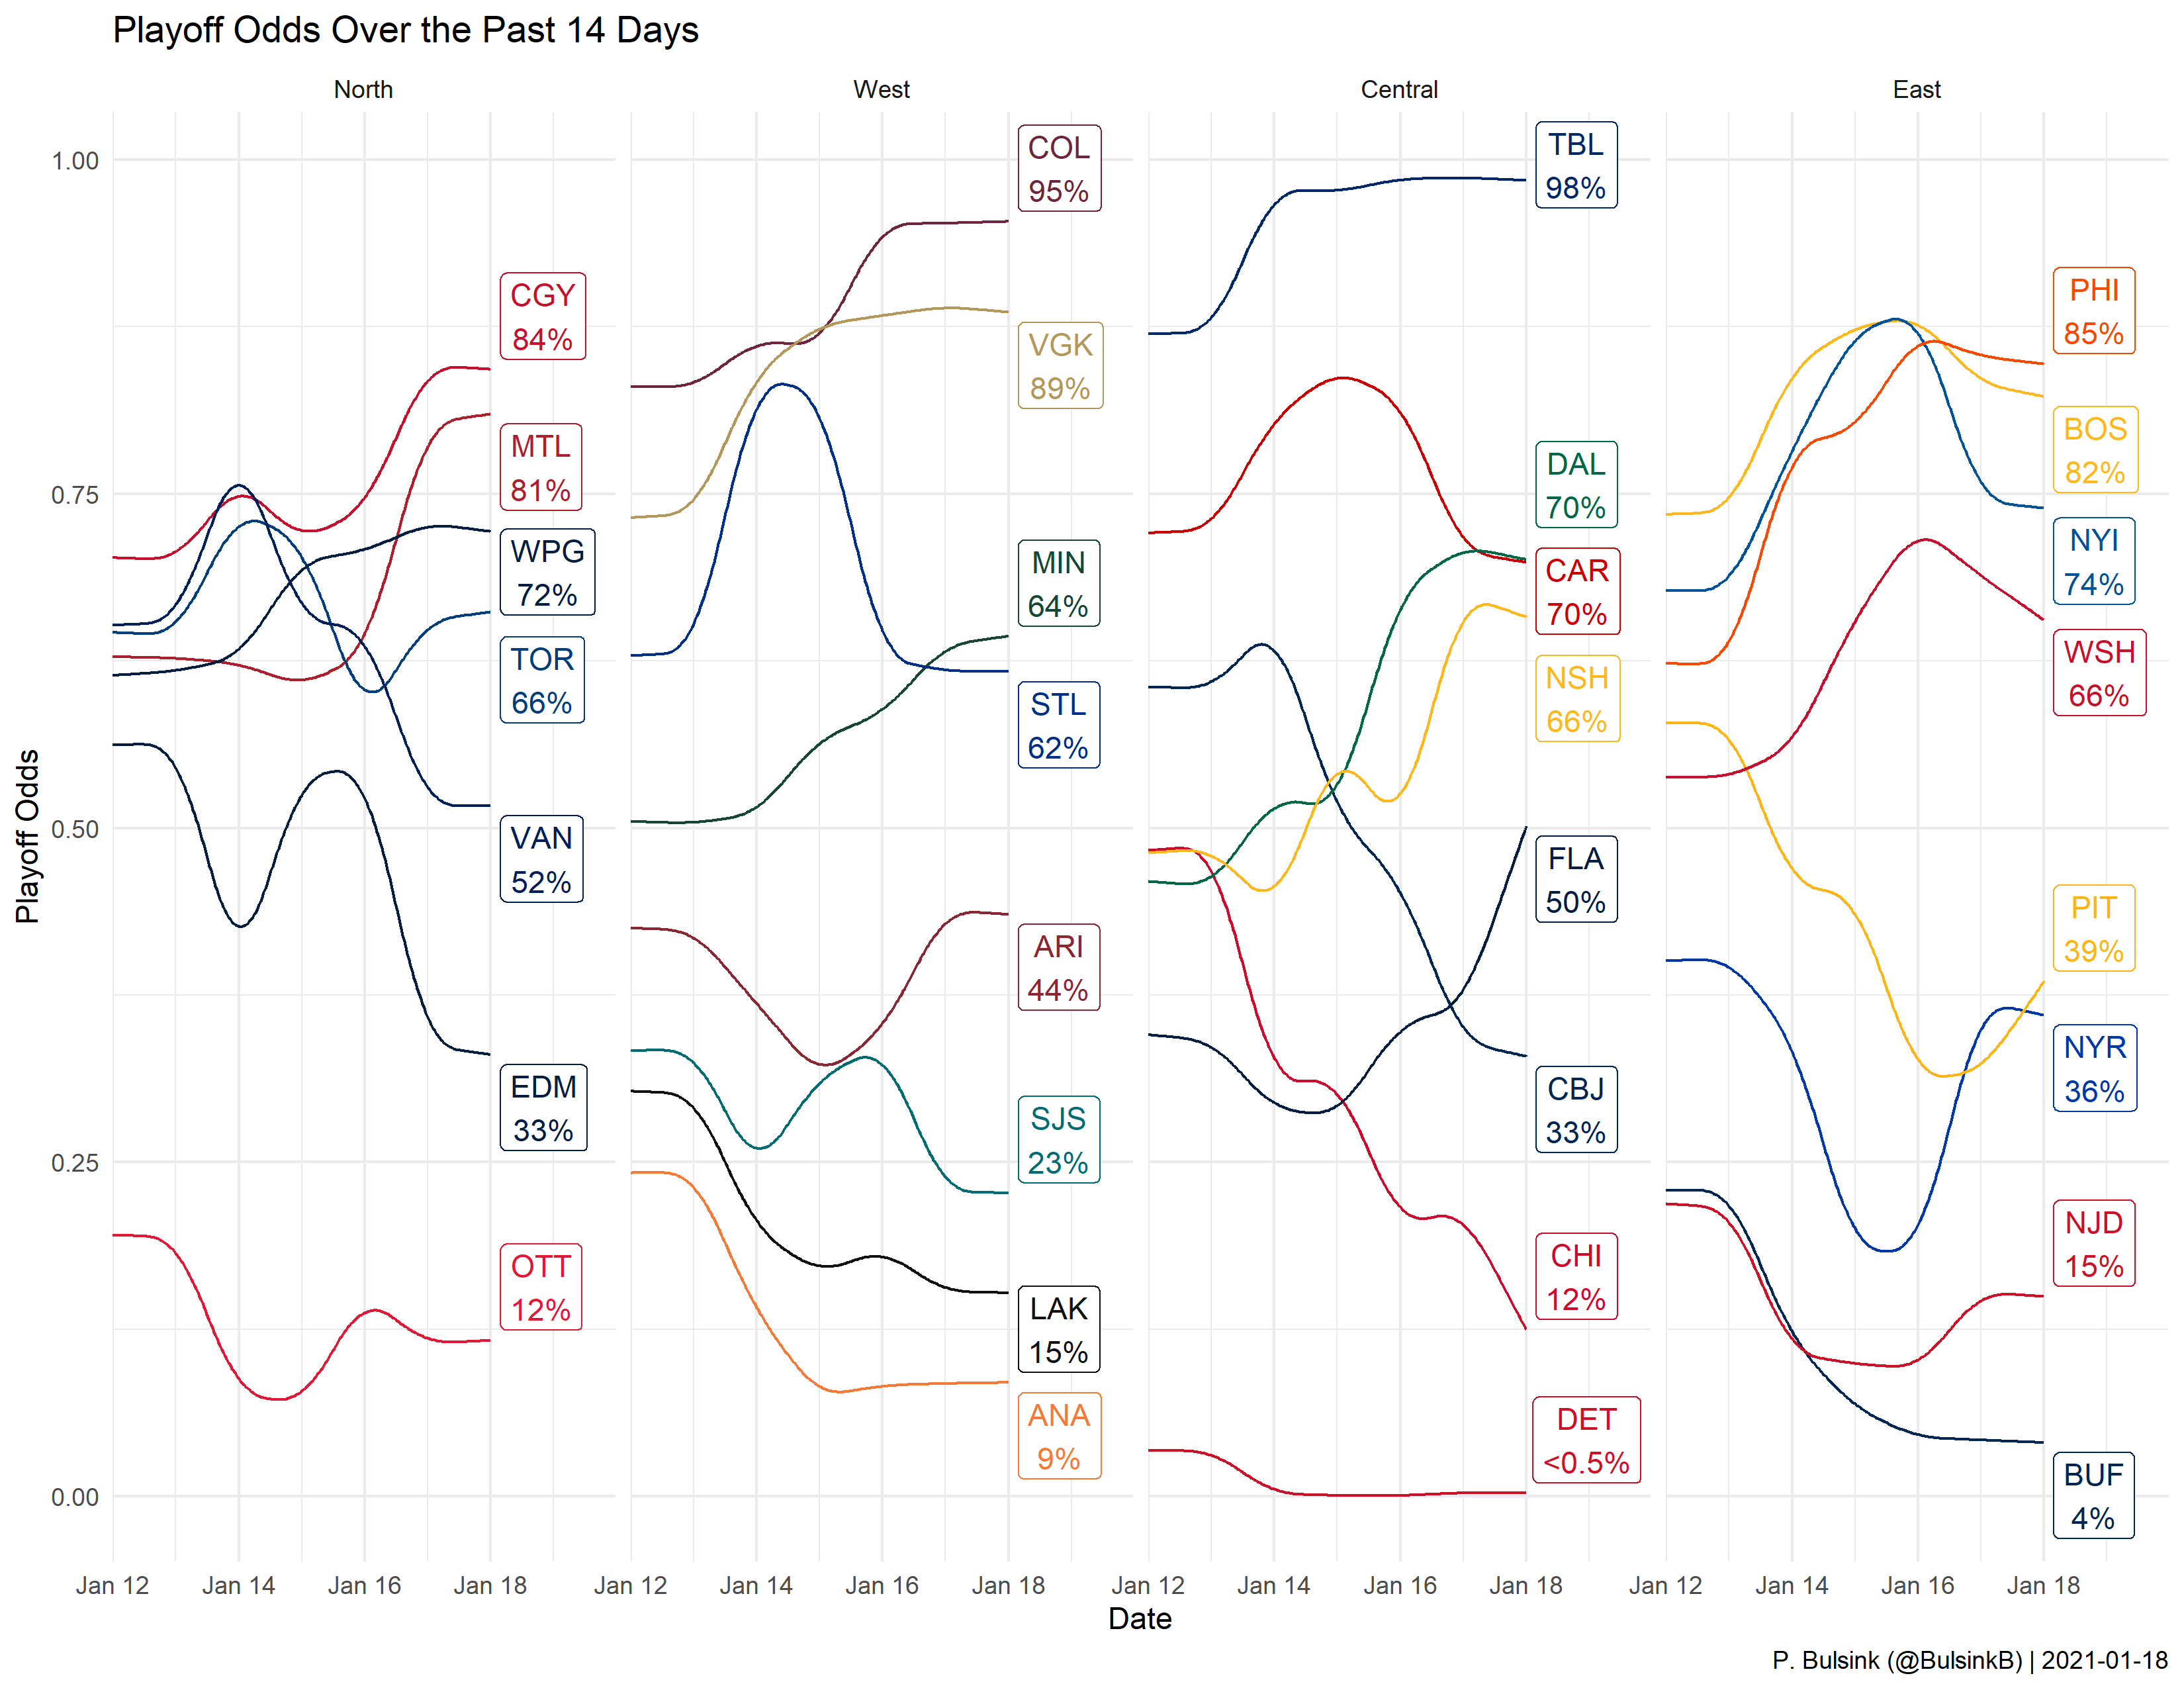 Playoff Odds Over the Past 14 Days
North
West
Central
East
Playoff Odds
1.00
0.75
0.50
0.25
0.00
CGY
84%
MTL
81%
WPG
72%
TOR
66%
VAN
52%
EDM
33%
OTT
12%
COL
95%
VGK
89%
MIN
64%
STL
62%
ARI
44%
SJS
23%
LAK
15%
ANA
9%
TBL
98%
DAL
70%
CAR
70%
NSH
66%
FLA
50%
CBJ
33%
CHI
12%
DET
<0.5%
PHI
85%
BOS
82%
NYI
74%
WSH
66%
PIT
39%
NYR
36%
NJD
15%
BUF
4%
Jan 12 Jan 14 Jan 16 Jan 18
Jan 12 Jan 14 Jan 16 Jan 18
Jan 12 Jan 14 Jan 16 Jan 18
Jan 12 Jan 14 Jan 16 Jan 18
Date
P. Bulsink (@BulsinkB) | 2021-01-18